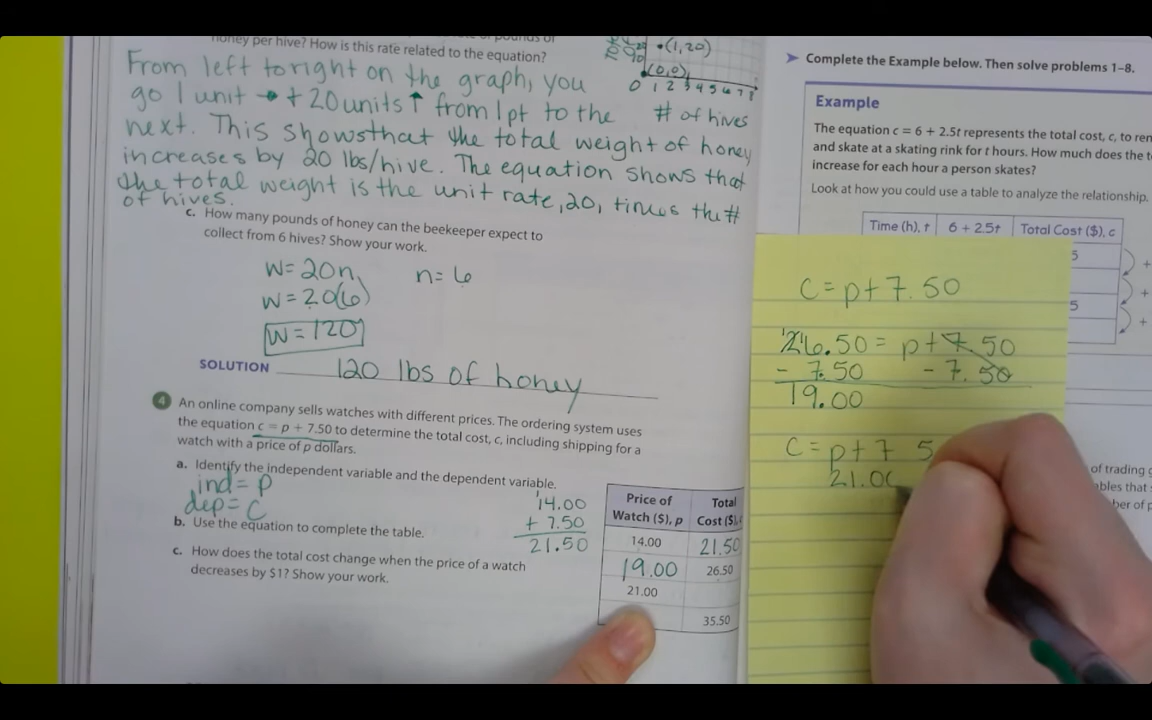 honey per hive? How is this rate related to the equation?
From left to right on the graph, you
go 1 unit → + 20 units ↑ from 1 pt to the
next. This shows that the total weight of honey
increases by 20 lbs/hive. The equation shows that
the total weight is the unit rate, 20, times the #
of hives.
(1,20)
(0,0)
0 1 2 3 4 5 6 7 8
# of hives
c. How many pounds of honey can the beekeeper expect to
collect from 6 hives? Show your work.
W = 20n n = 6
W = 20(6)
W = 120
SOLUTION 120 lbs of honey
4 An online company sells watches with different prices. The ordering system uses
the equation c = p + 7.50 to determine the total cost, c, including shipping for a
watch with a price of p dollars.
a. Identify the independent variable and the dependent variable.
ind = p
dep = C
b. Use the equation to complete the table.
1
14.00
+ 7.50
21.50
c. How does the total cost change when the price of a watch
decreases by $1? Show your work.
Price of Total
Watch ($), p Cost ($),
14.00 21.50
19.00 26.50
21.00
35.50
Complete the Example below. Then solve problems 1–8.
Example
The equation c = 6 + 2.5t represents the total cost, c, to
and skate at a skating rink for t hours. How much does the
increase for each hour a person skates?
Look at how you could use a table to analyze the relationship.
Time (h), t 6 + 2.5t Total Cost ($), c
5 +
+
5 +
C = p + 7.50
26.50 = p + 7.50
- 7.50 - 7.50
19.00
C = p + 7 5
21.00
of trading
ables that
ber of p